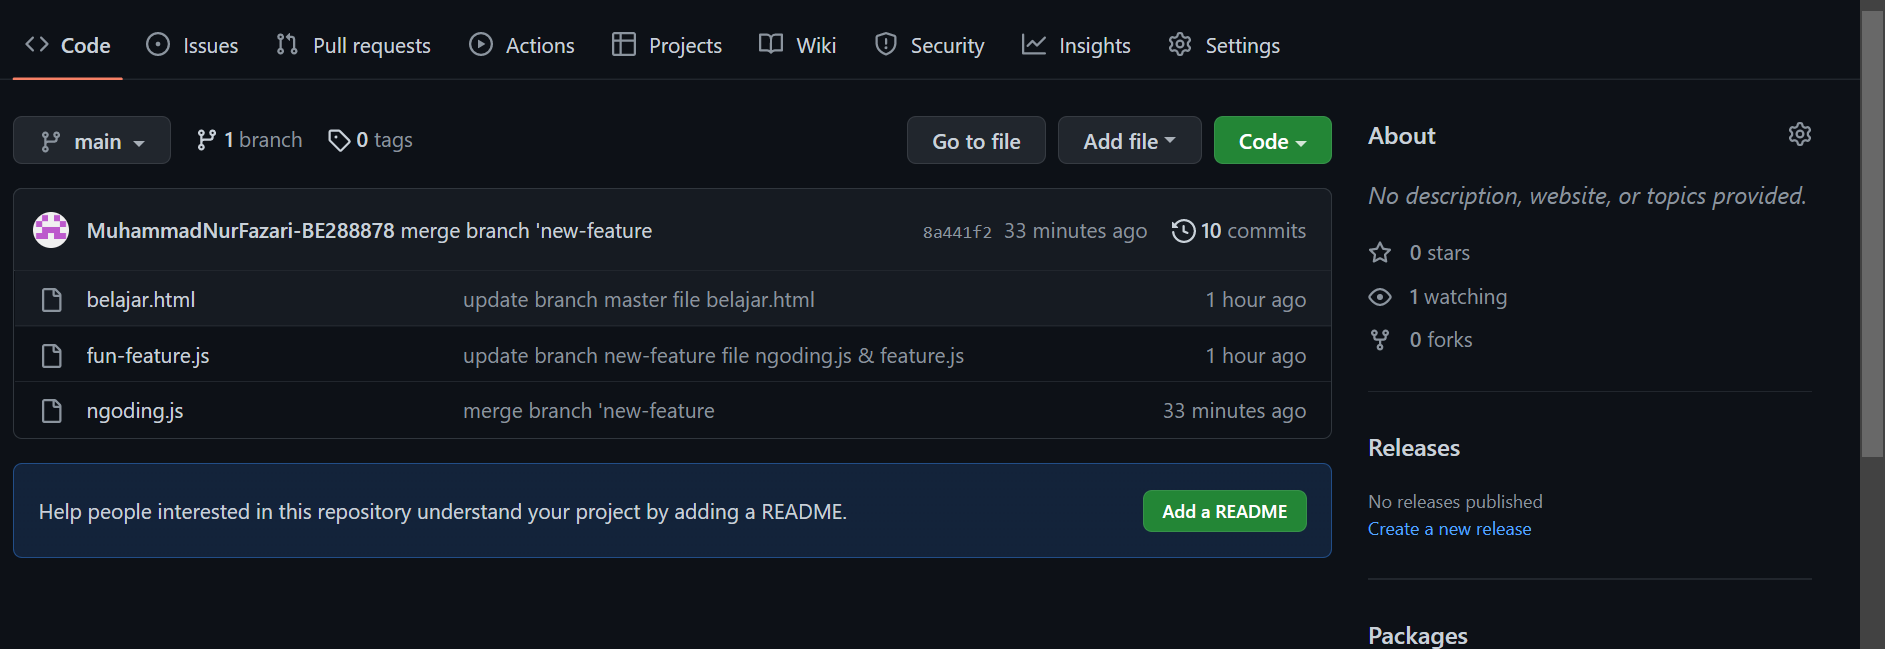 Code Issues Pull requests Actions Projects Wiki Security Insights Settings
main 1 branch 0 tags Go to file Add file Code
MuhammadNurFazari-BE288878 merge branch 'new-feature 8a441f2 33 minutes ago 10 commits
belajar.html update branch master file belajar.html 1 hour ago
fun-feature.js update branch new-feature file ngoding.js & feature.js 1 hour ago
ngoding.js merge branch 'new-feature 33 minutes ago
Help people interested in this repository understand your project by adding a README. Add a README
About
No description, website, or topics provided.
0 stars
1 watching
0 forks
Releases
No releases published
Create a new release
Packages